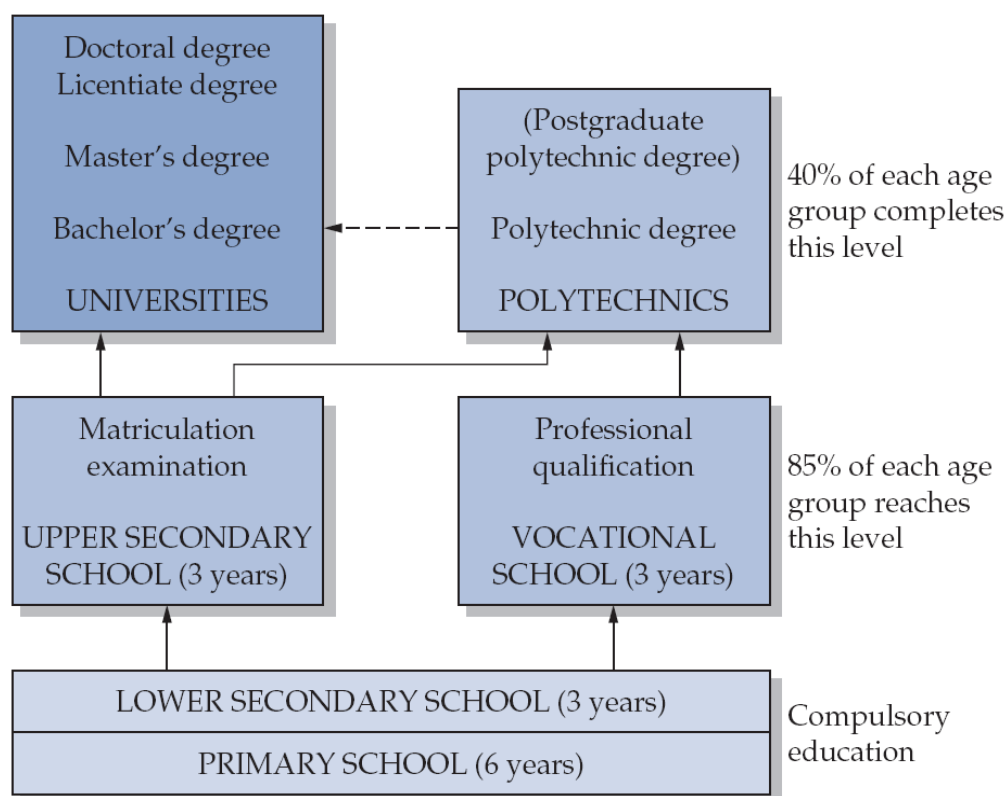 Doctoral degree
Licentiate degree
Master's degree
Bachelor's degree
UNIVERSITIES
(Postgraduate
polytechnic degree)
Polytechnic degree
POLYTECHNICS
40% of each age
group completes
this level
Matriculation
examination
UPPER SECONDARY
SCHOOL (3 years)
Professional
qualification
VOCATIONAL
SCHOOL (3 years)
85% of each age
group reaches
this level
LOWER SECONDARY SCHOOL (3 years)
PRIMARY SCHOOL (6 years)
Compulsory
education